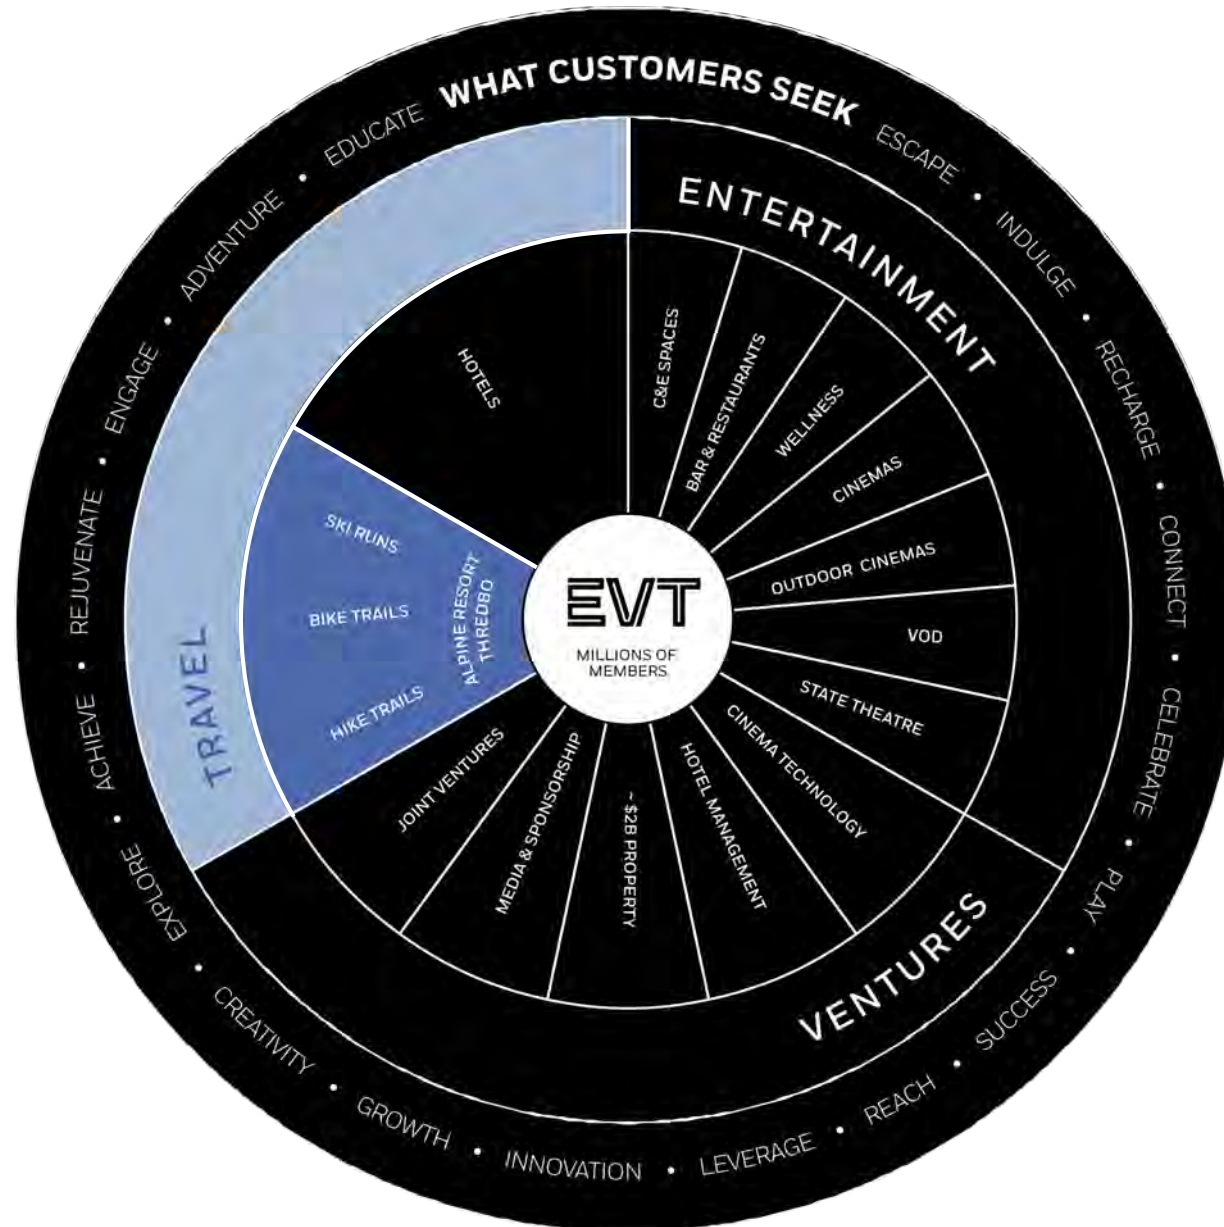 WHAT CUSTOMERS SEEK
ESCAPE • INDULGE • RECHARGE • CONNECT • CELEBRATE • PLAY • SUCCESS • REACH • LEVERAGE • INNOVATION • GROWTH • CREATIVITY • EXPLORE • ACHIEVE • REJUVENATE • ENGAGE • ADVENTURE • EDUCATE
ENTERTAINMENT
C&E SPACES
BAR & RESTAURANTS
WELLNESS
CINEMAS
OUTDOOR CINEMAS
VOD
STATE THEATRE
VENTURES
CINEMA TECHNOLOGY
HOTEL MANAGEMENT
~ $2B PROPERTY
MEDIA & SPONSORSHIP
JOINT VENTURES
TRAVEL
ALPINE RESORT
THREDBO
HIKE TRAILS
BIKE TRAILS
SKI RUNS
HOTELS
EVT
MILLIONS OF
MEMBERS